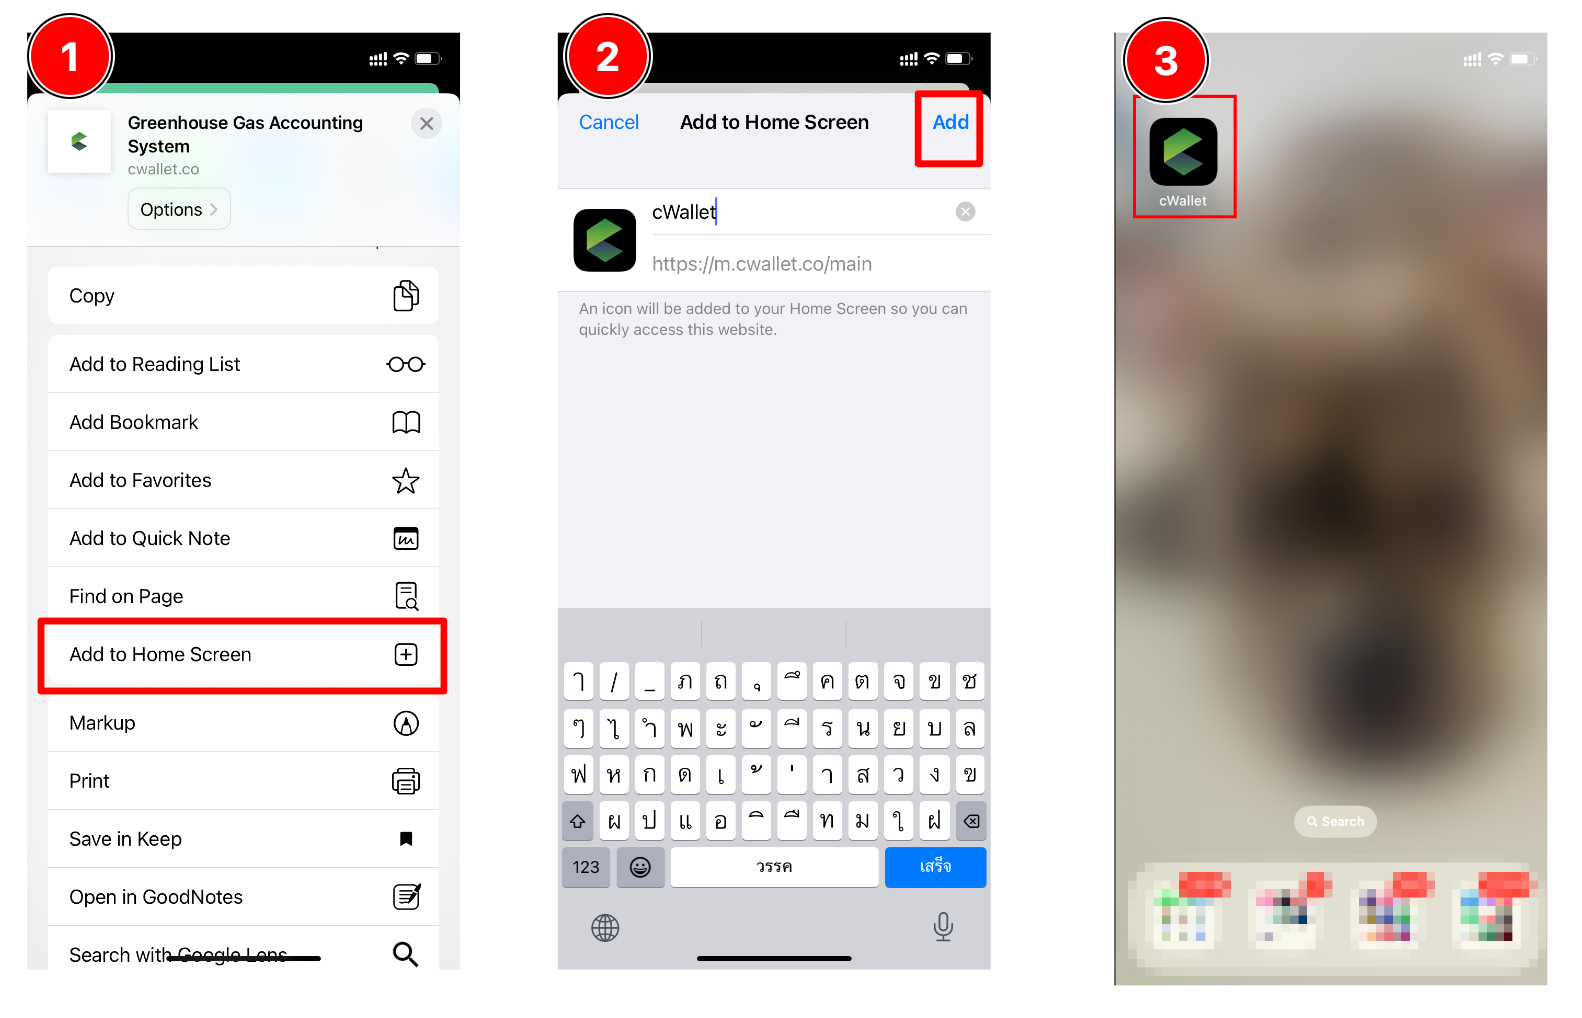 1
Greenhouse Gas Accounting
System
cwallet.co
Options
Copy
Add to Reading List
Add Bookmark
Add to Favorites
Add to Quick Note
Find on Page
Add to Home Screen
Markup
Print
Save in Keep
Open in GoodNotes
Search with Google Lens
2
Cancel Add to Home Screen Add
cWallet
https://m.cwallet.co/main
An icon will be added to your Home Screen so you can
quickly access this website.
ๅ / _ ภ ถ ุ ึ ค ต จ ข ช
ๆ ไ ำ พ ะ ั ี ร น ย บ ล
ฟ ห ก ด เ ้ ่ า ส ว ง ฃ
ผ ป แ อ ิ ื ท ม ใ ฝ
123 วรรค เสร็จ
3
cWallet
Search